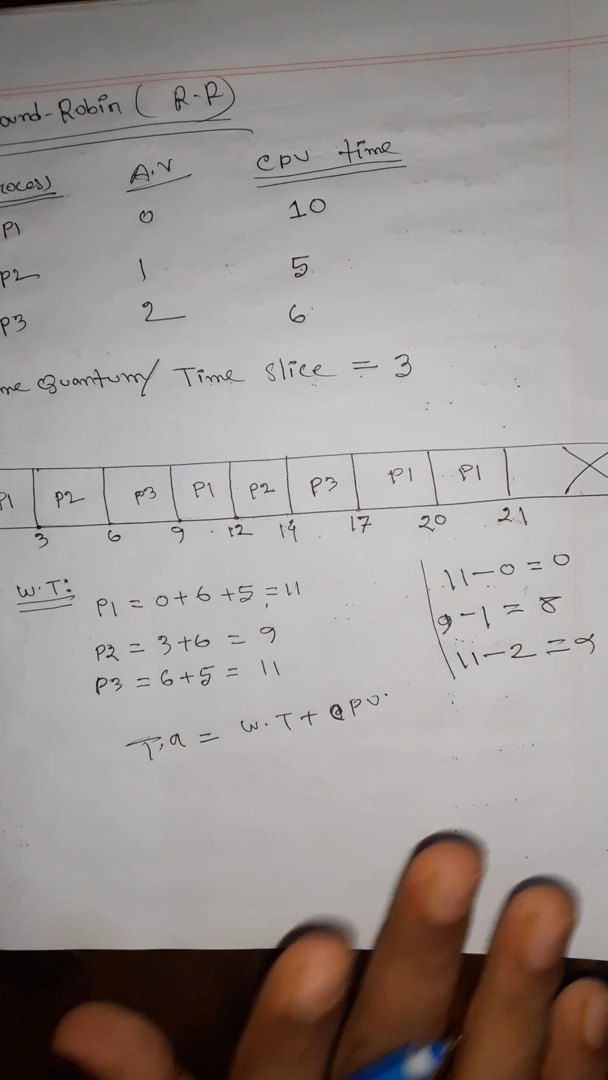 ound-Robin ( R-R)
rocess A.V CPU time
P1 0 10
P2 1 5
P3 2 6
me Quantum/ Time slice = 3
P1 P2 P3 P1 P2 P3 P1 P1
3 6 9 12 14 17 20 21
W.T:
P1 = 0+6+5 = 11
P2 = 3+6 = 9
P3 = 6+5 = 11
11-0 = 0
9-1 = 8
11-2 = 9
T.a = W.T + CPU.